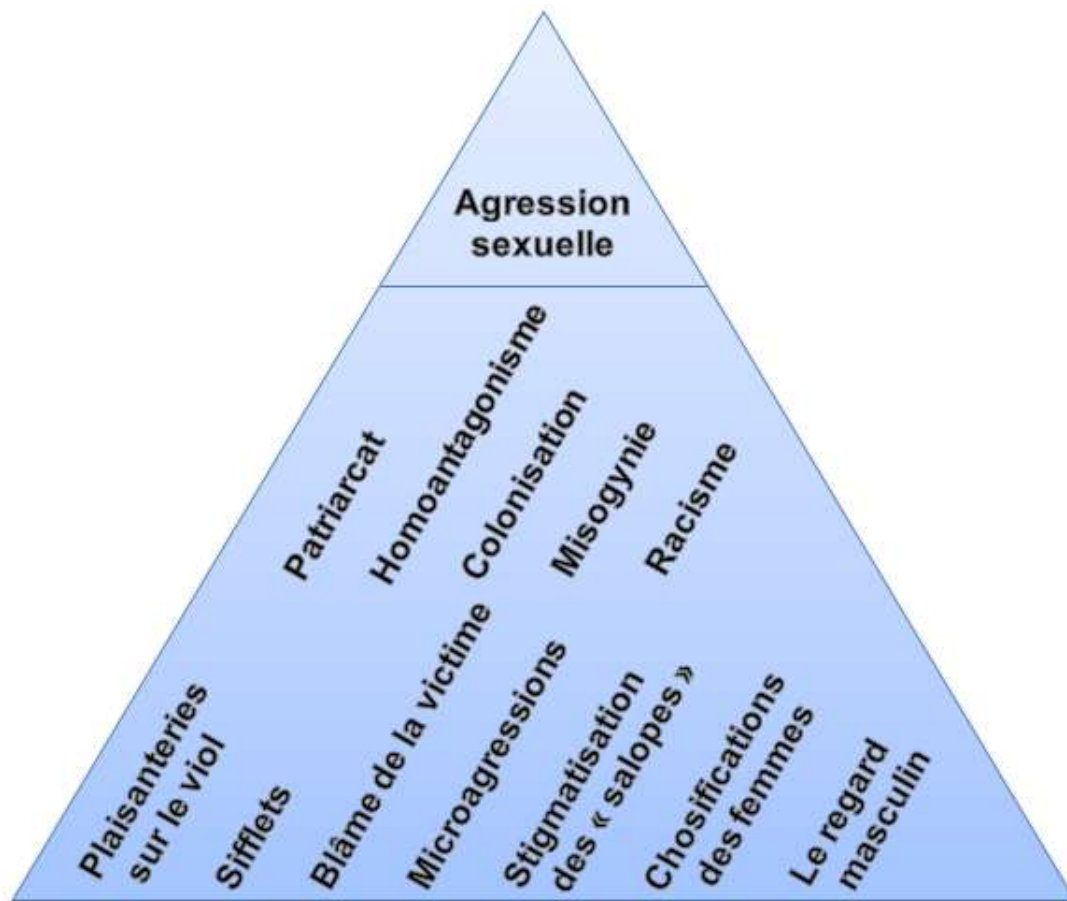 Agression
sexuelle
Patriarcat
Homoantagonisme
Colonisation
Misogynie
Racisme
Plaisanteries
sur le viol
Sifflets
Blâme de la victime
Microagressions
Stigmatisation
des « salopes »
Chosifications
des femmes
Le regard
masculin